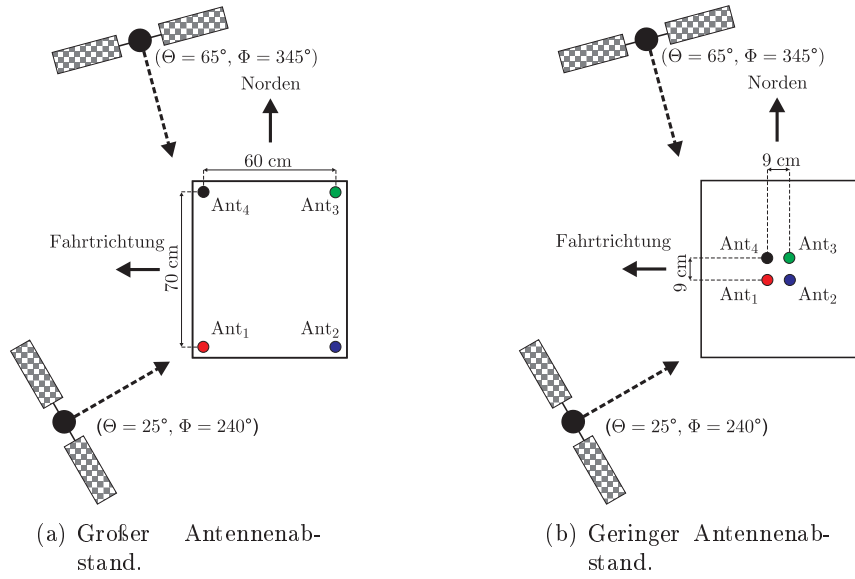 (Θ = 65°, Φ = 345°)
Norden
60 cm
Ant₄
Ant₃
Fahrtrichtung
70 cm
Ant₁
Ant₂
(Θ = 25°, Φ = 240°)
(a) Großer Antennenab-
stand.
(Θ = 65°, Φ = 345°)
Norden
9 cm
Fahrtrichtung
Ant₄
Ant₃
9 cm
Ant₁
Ant₂
(Θ = 25°, Φ = 240°)
(b) Geringer Antennenab-
stand.